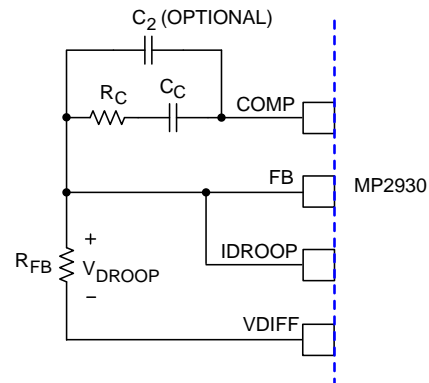 C2 (OPTIONAL)
RC
CC
COMP
FB
MP2930
+
RFB
VDROOP
−
IDROOP
VDIFF